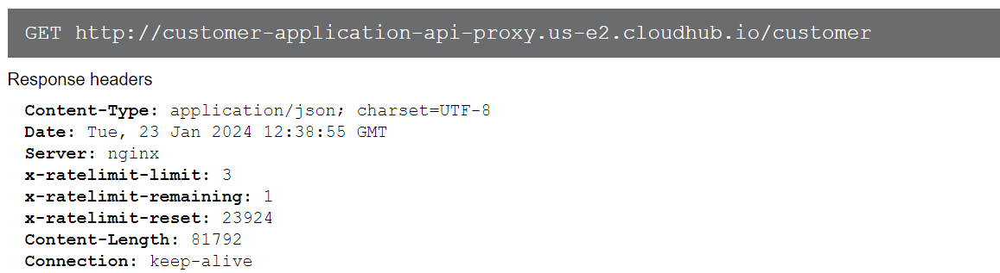 GET http://customer-application-api-proxy.us-e2.cloudhub.io/customer
Response headers
Content-Type: application/json; charset=UTF-8
Date: Tue, 23 Jan 2024 12:38:55 GMT
Server: nginx
x-ratelimit-limit: 3
x-ratelimit-remaining: 1
x-ratelimit-reset: 23924
Content-Length: 81792
Connection: keep-alive